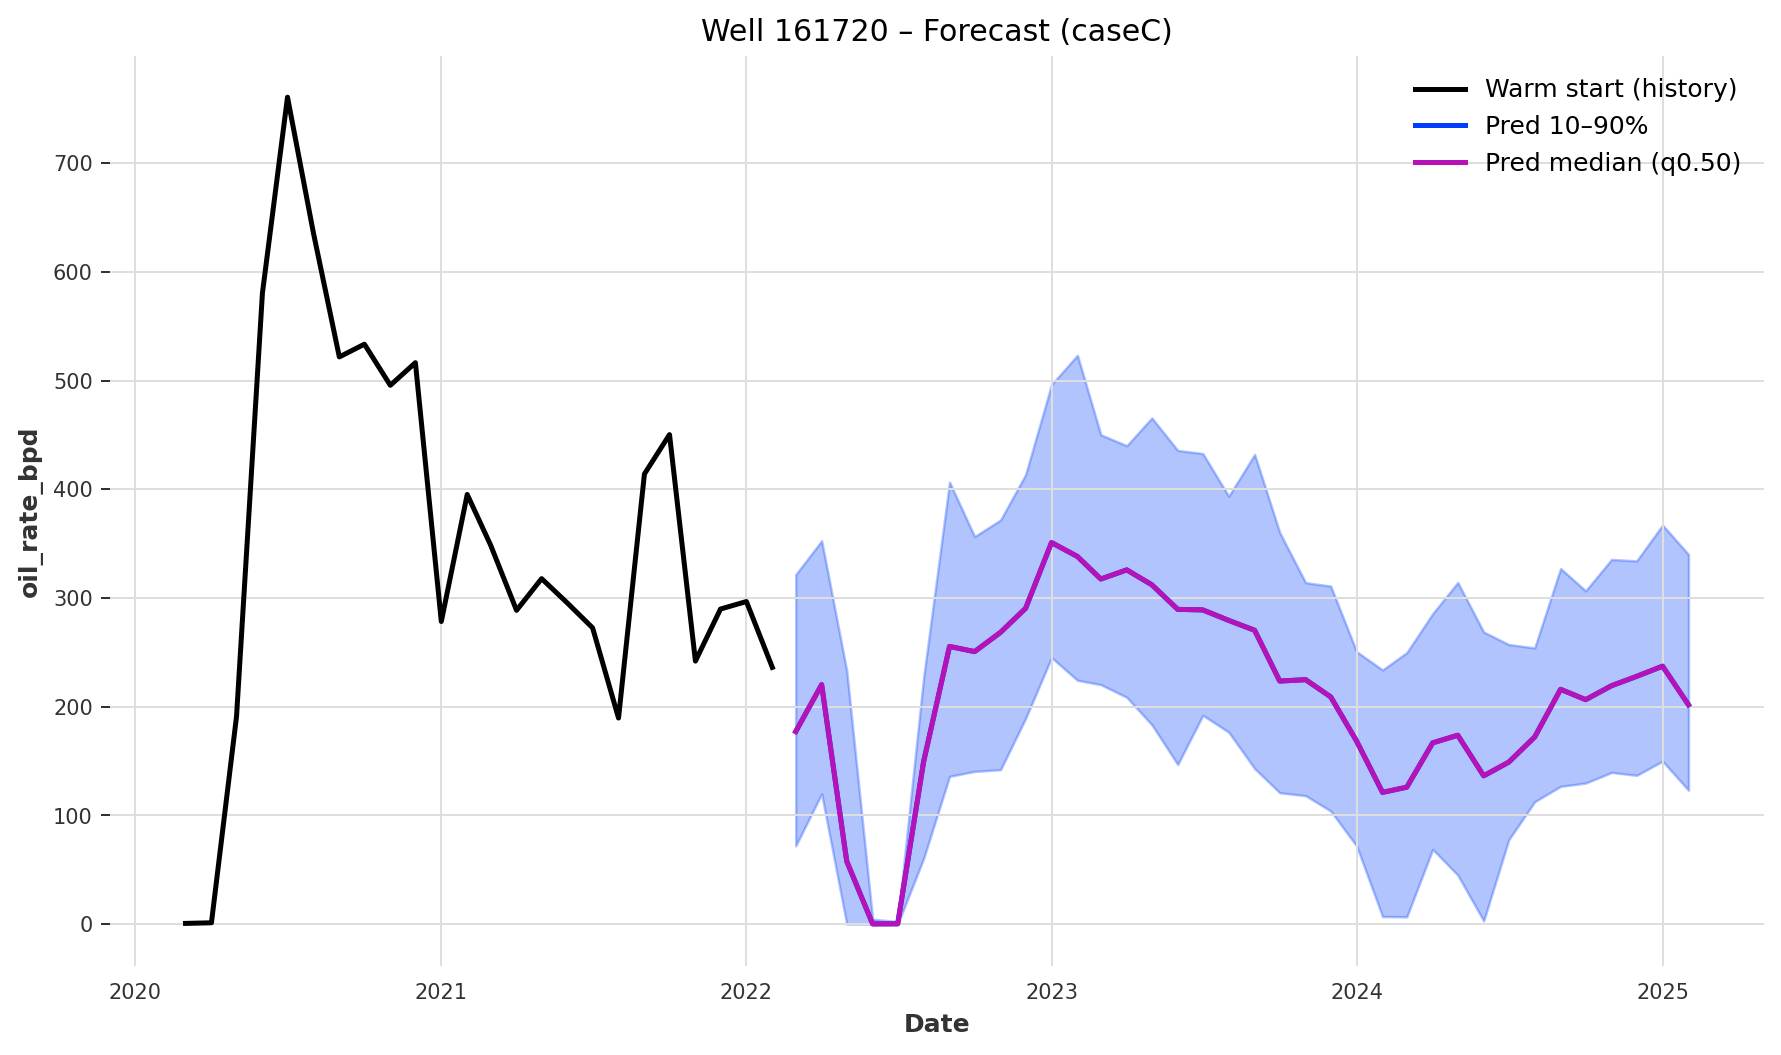 Well 161720 – Forecast (caseC)
Warm start (history)
Pred 10–90%
Pred median (q0.50)
oil_rate_bpd
700
600
500
400
300
200
100
0
2020
2021
2022
2023
2024
2025
Date